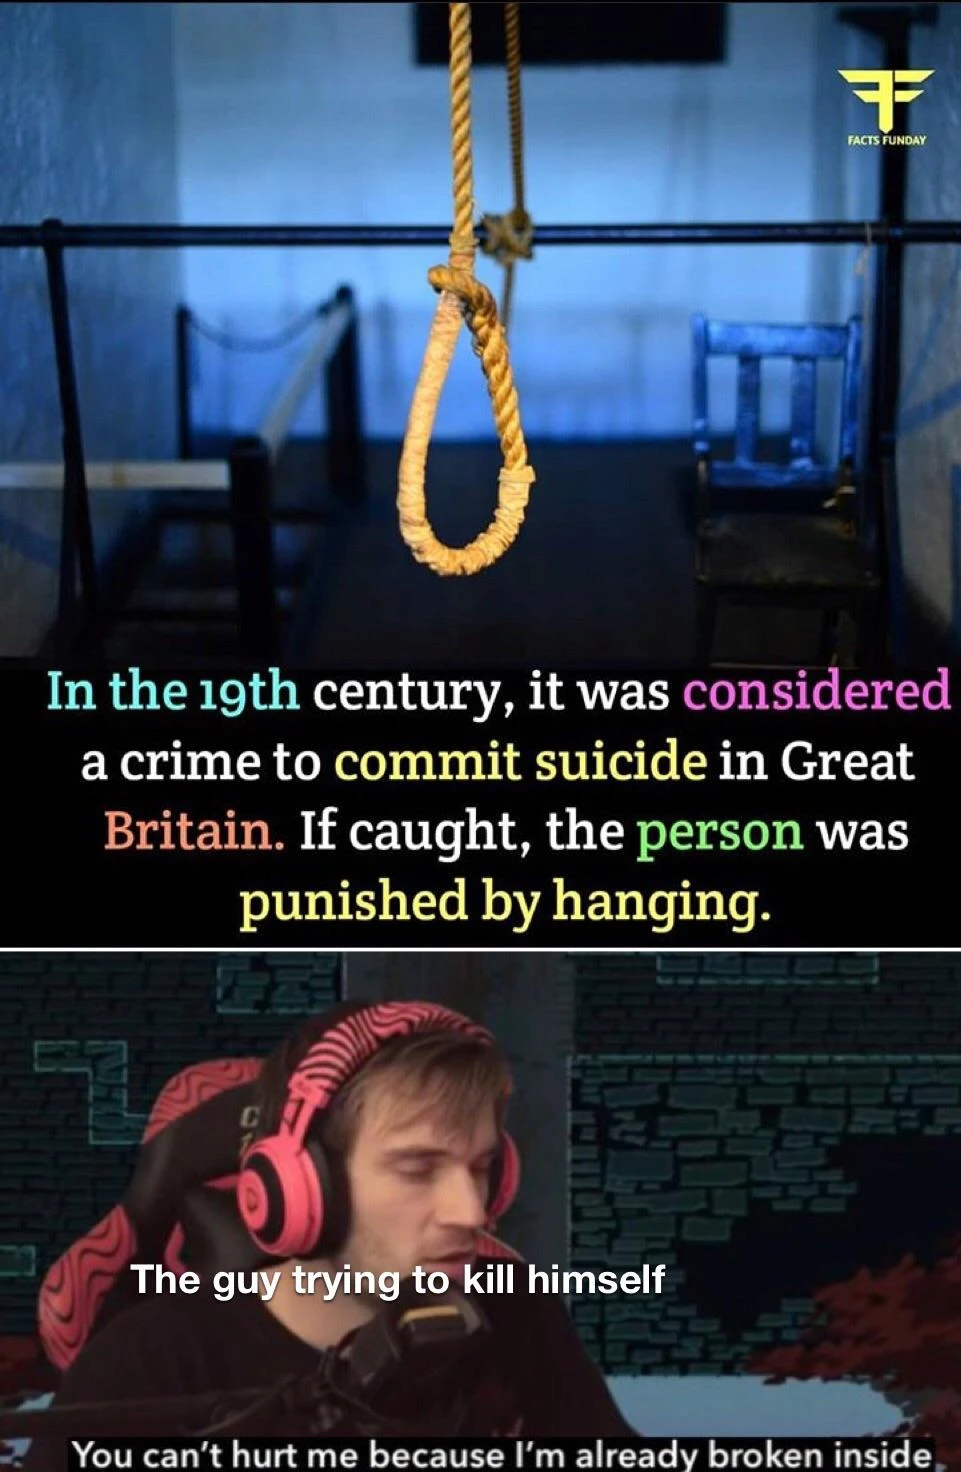 FACTS FUNDAY
In the 19th century, it was considered
a crime to commit suicide in Great
Britain. If caught, the person was
punished by hanging.
The guy trying to kill himself
You can't hurt me because I'm already broken inside